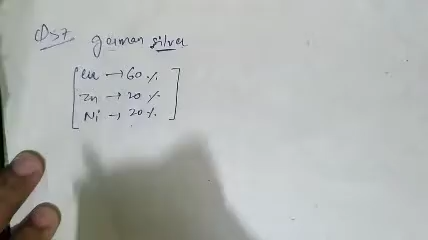 Q57 german silver
Cu → 60 %
Zn → 20 %
Ni → 20 %